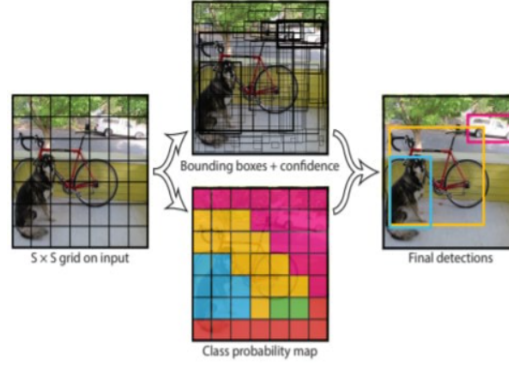 Bounding boxes + confidence
S × S grid on input
Final detections
Class probability map